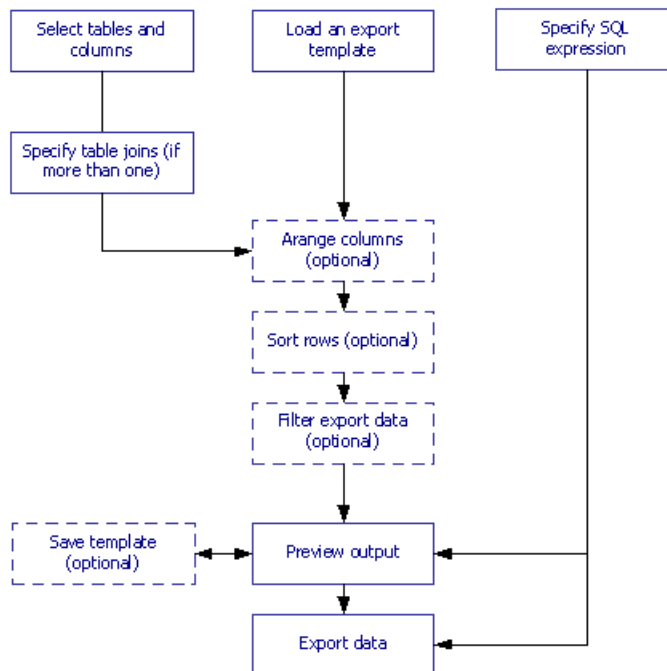 Select tables and
columns
Load an export
template
Specify SQL
expression
Specify table joins (if
more than one)
Arange columns
(optional)
Sort rows (optional)
Filter export data
(optional)
Save template
(optional)
Preview output
Export data